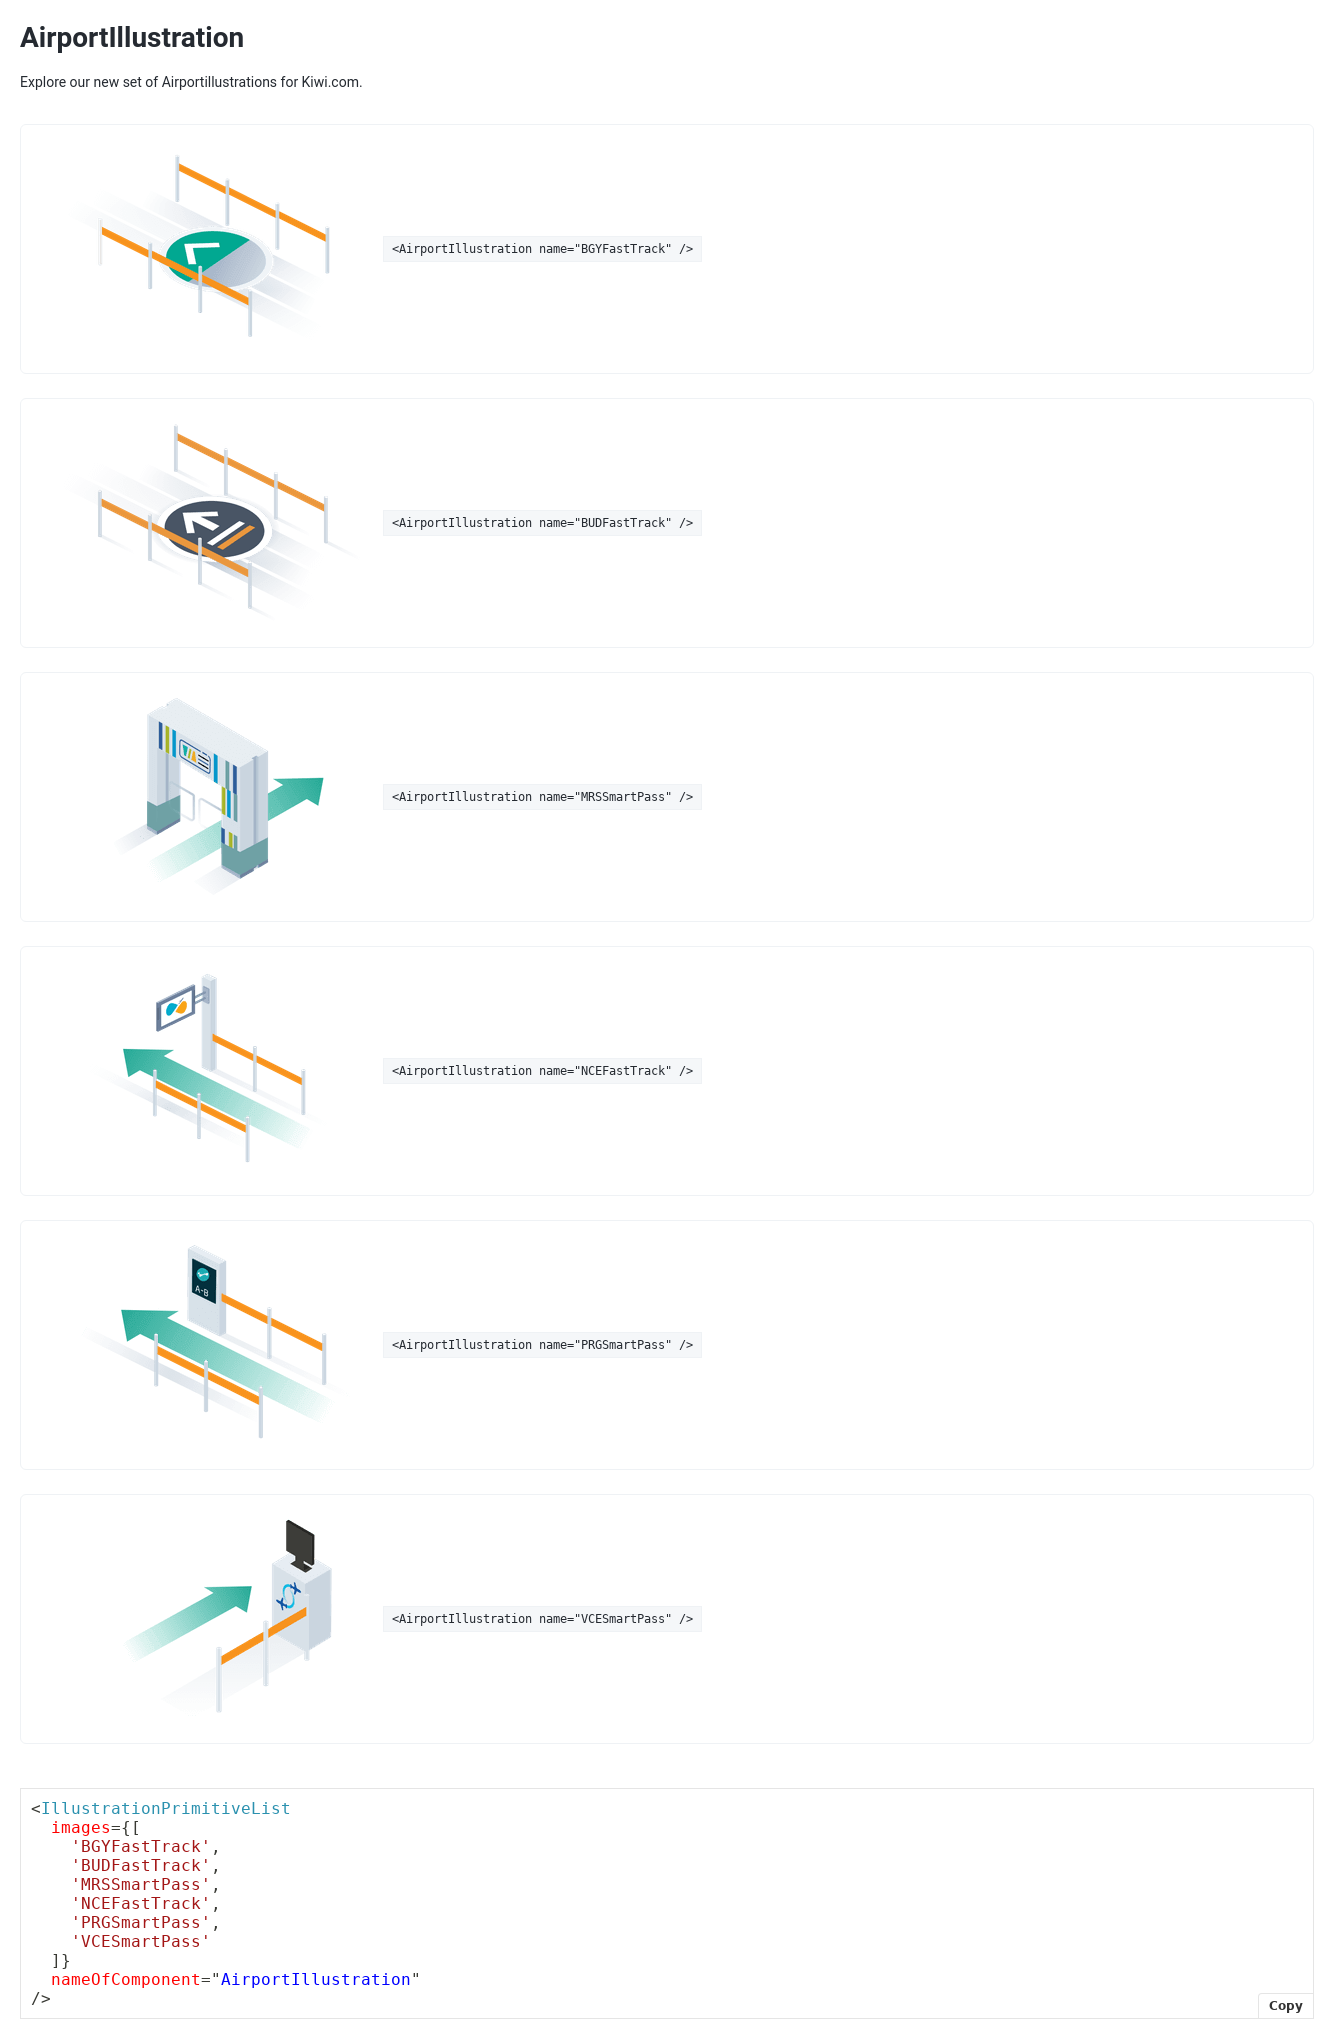 AirportIllustration
Explore our new set of Airportillustrations for Kiwi.com.
<AirportIllustration name="BGYFastTrack" />
<AirportIllustration name="BUDFastTrack" />
<AirportIllustration name="MRSSmartPass" />
<AirportIllustration name="NCEFastTrack" />
A-B
<AirportIllustration name="PRGSmartPass" />
<AirportIllustration name="VCESmartPass" />
<IllustrationPrimitiveList
  images={[
    'BGYFastTrack',
    'BUDFastTrack',
    'MRSSmartPass',
    'NCEFastTrack',
    'PRGSmartPass',
    'VCESmartPass'
  ]}
  nameOfComponent="AirportIllustration"
/>
Copy